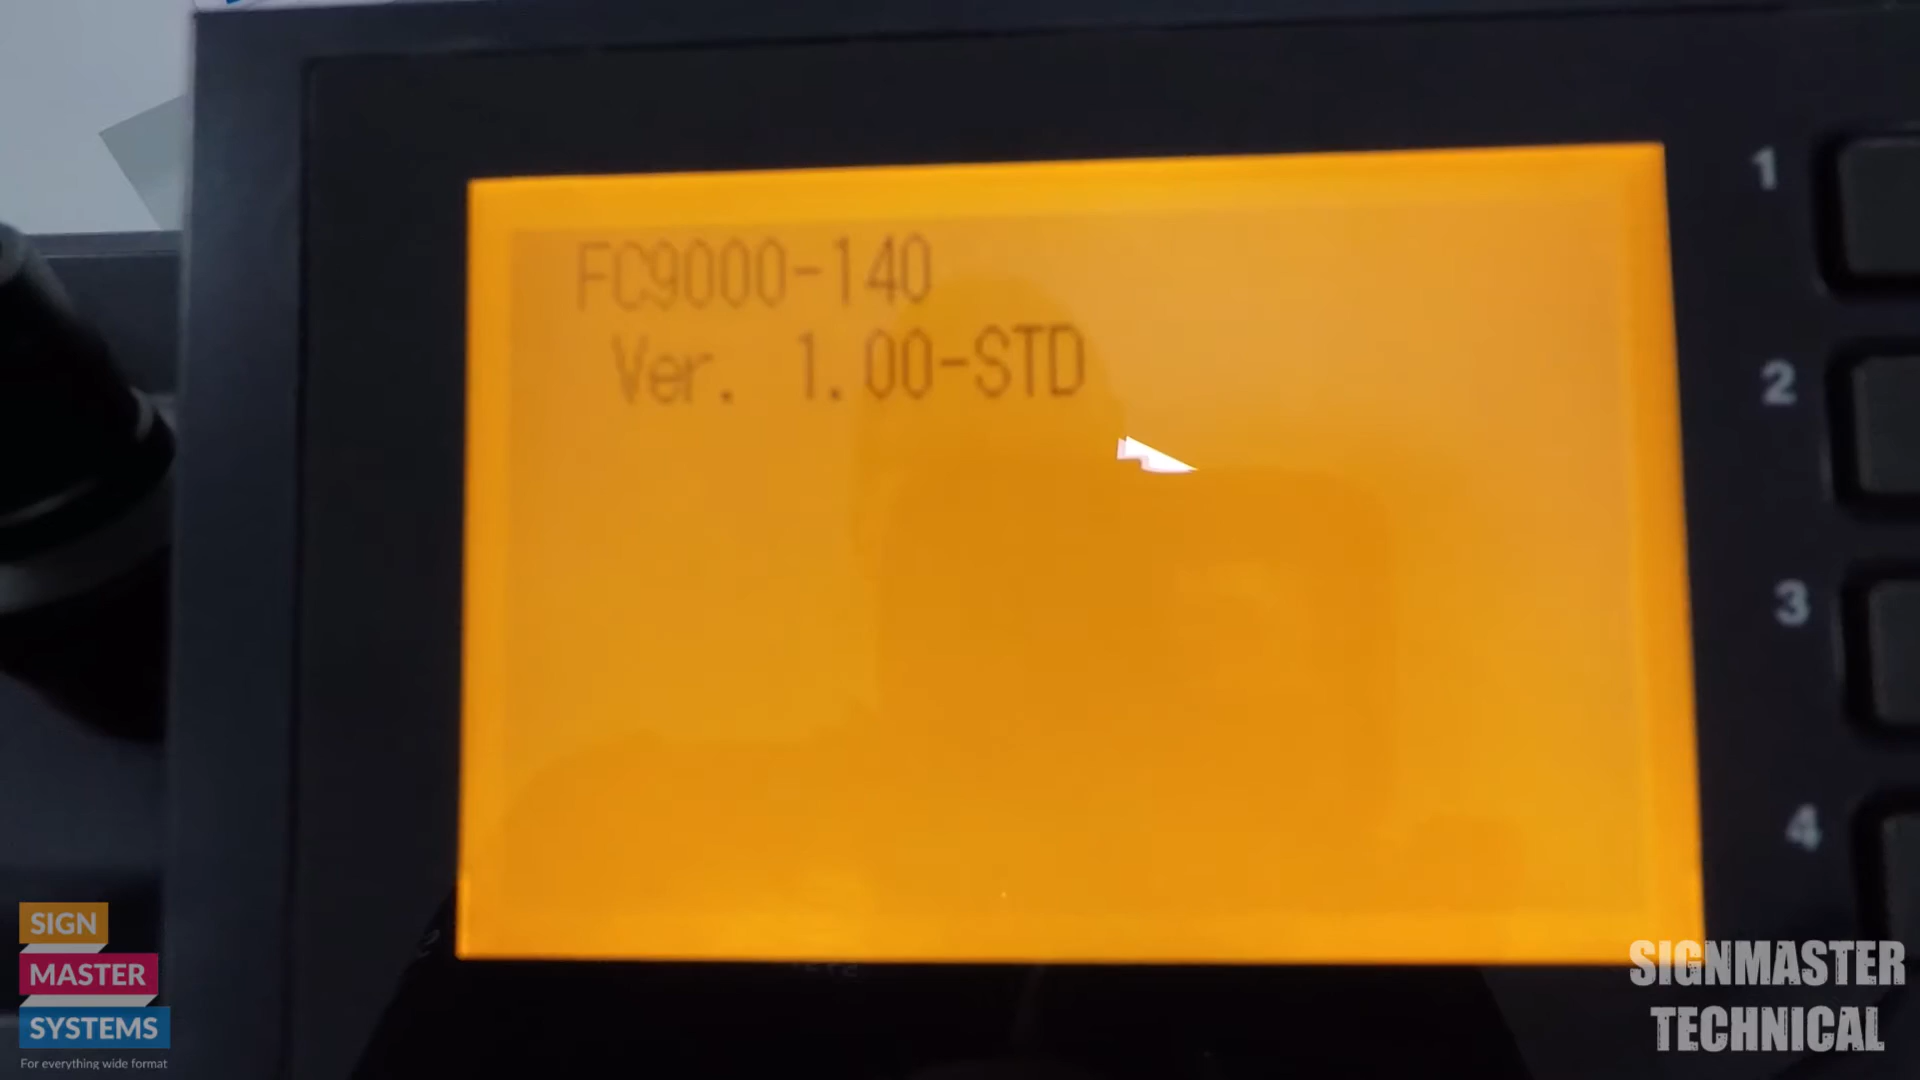 FC9000-140
Ver. 1.00-STD
1
2
3
4
SIGN
MASTER
SYSTEMS
For everything wide format
SIGNMASTER
TECHNICAL